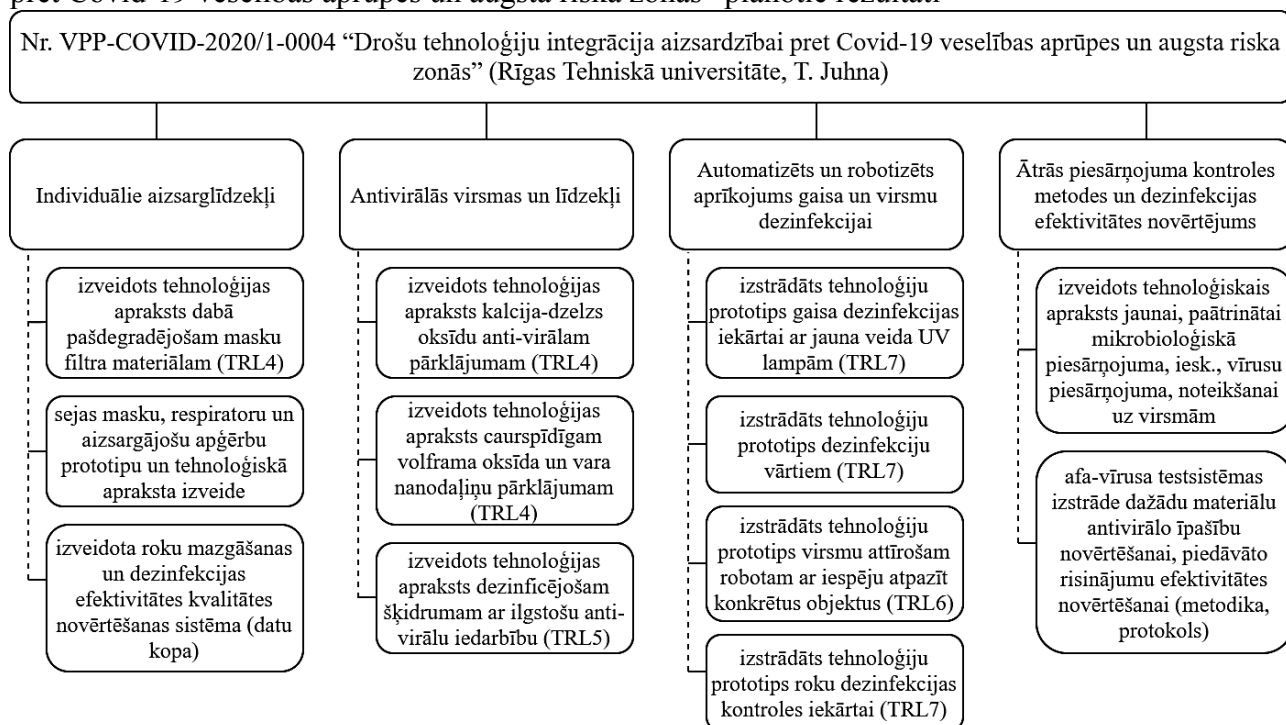 pret Covid-19 veselības aprūpes un augsta riska zonās” plānotie rezultāti
Nr. VPP-COVID-2020/1-0004 “Drošu tehnoloģiju integrācija aizsardzībai pret Covid-19 veselības aprūpes un augsta riska
zonās” (Rīgas Tehniskā universitāte, T. Juhna)
Individuālie aizsarglīdzekļi
izveidots tehnoloģijas
apraksts dabā
pašdegradējošam masku
filtra materiālam (TRL4)
sejas masku, respiratoru un
aizsargājošu apģērbu
prototipu un tehnoloģiskā
apraksta izveide
izveidota roku mazgāšanas
un dezinfekcijas
efektivitātes kvalitātes
novērtēšanas sistēma (datu
kopa)
Antivirālās virsmas un līdzekļi
izveidots tehnoloģijas
apraksts kalcija-dzelzs
oksīdu anti-virālam
pārklājumam (TRL4)
izveidots tehnoloģijas
apraksts caurspīdīgam
volframa oksīda un vara
nanodaļiņu pārklājumam
(TRL4)
izveidots tehnoloģijas
apraksts dezinficējošam
šķidrumam ar ilgstošu anti-
virālu iedarbību (TRL5)
Automatizēts un robotizēts
aprīkojums gaisa un virsmu
dezinfekcijai
izstrādāts tehnoloģiju
prototips gaisa dezinfekcijas
iekārtai ar jauna veida UV
lampām (TRL7)
izstrādāts tehnoloģiju
prototips dezinfekciju
vārtiem (TRL7)
izstrādāts tehnoloģiju
prototips virsmu attīrošam
robotam ar iespēju atpazīt
konkrētus objektus (TRL6)
izstrādāts tehnoloģiju
prototips roku dezinfekcijas
kontroles iekārtai (TRL7)
Ātrās piesārņojuma kontroles
metodes un dezinfekcijas
efektivitātes novērtējums
izveidots tehnoloģiskais
apraksts jaunai, paātrinātai
mikrobioloģiskā
piesārņojuma, iesk., vīrusu
piesārņojuma, noteikšanai
uz virsmām
afa-vīrusa testsistēmas
izstrāde dažādu materiālu
antivirālo īpašību
novērtēšanai, piedāvāto
risinājumu efektivitātes
novērtēšanai (metodika,
protokols)